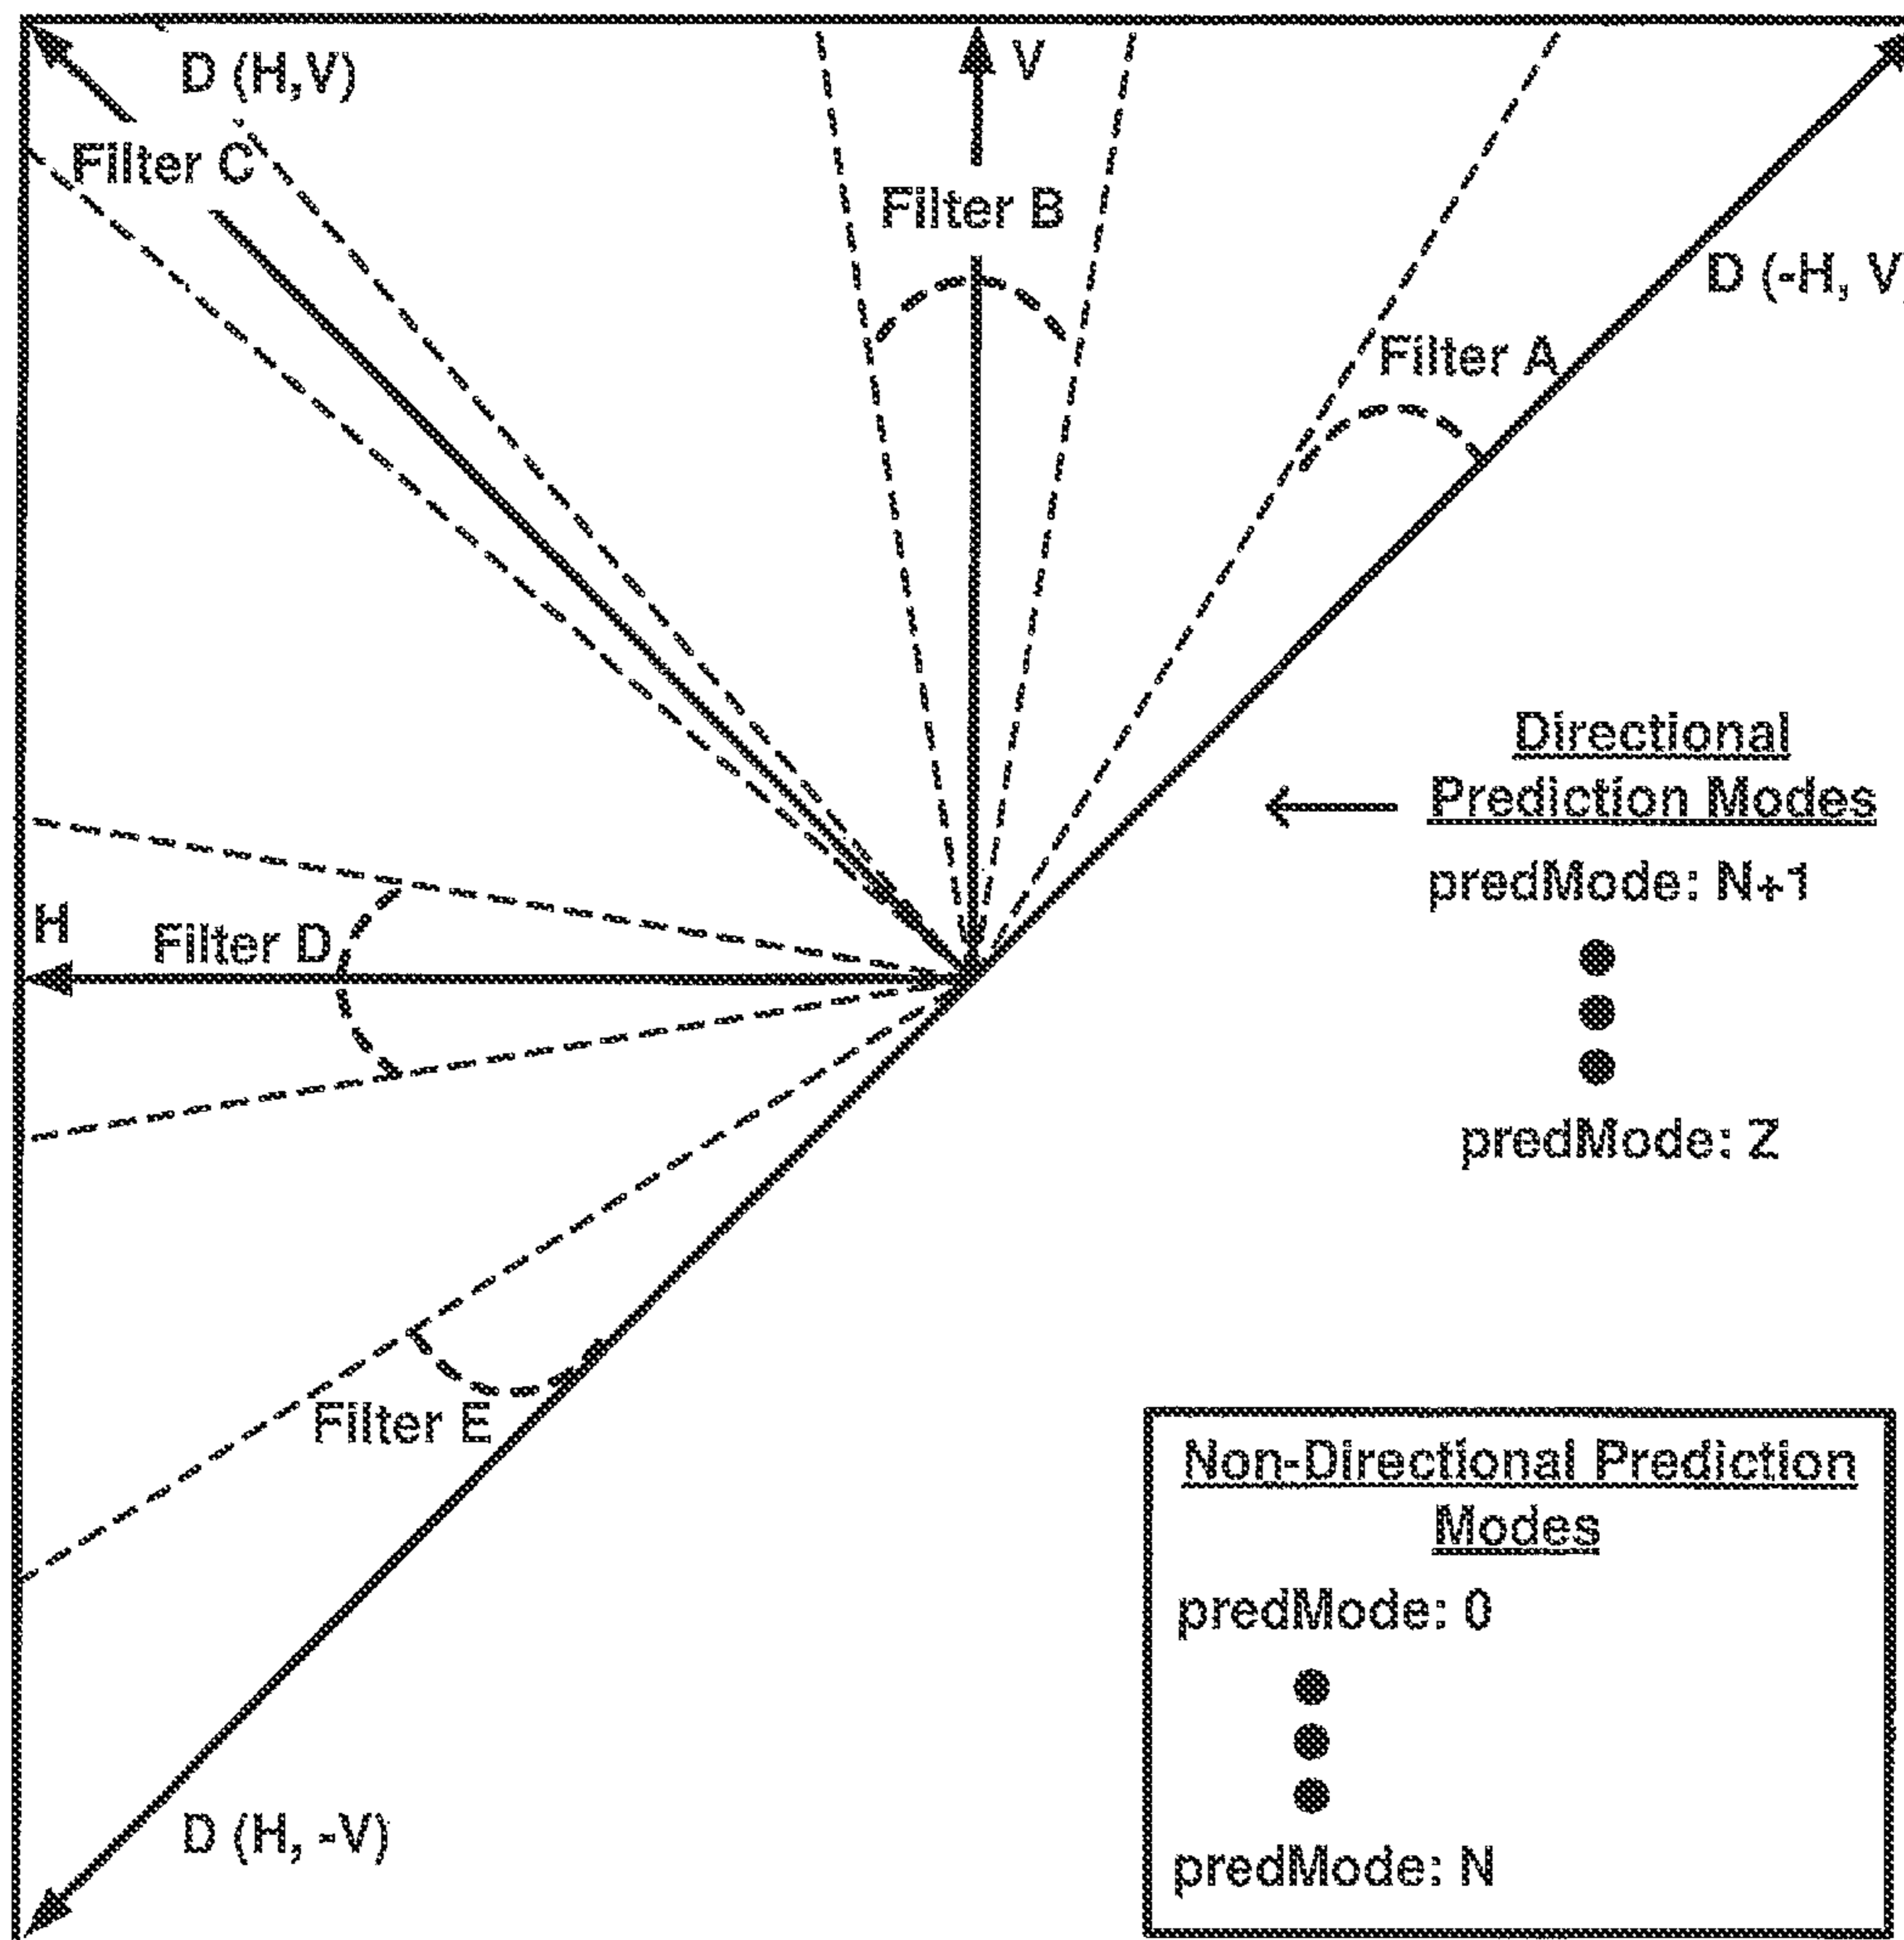 D (H,V)
V
Filter C
Filter B
D (-H, V
Filter A
Directional
Prediction Modes
predMode: N+1
H
Filter D
predMode: Z
Filter E
Non-Directional Prediction
Modes
predMode: 0
D (H, -V)
predMode: N